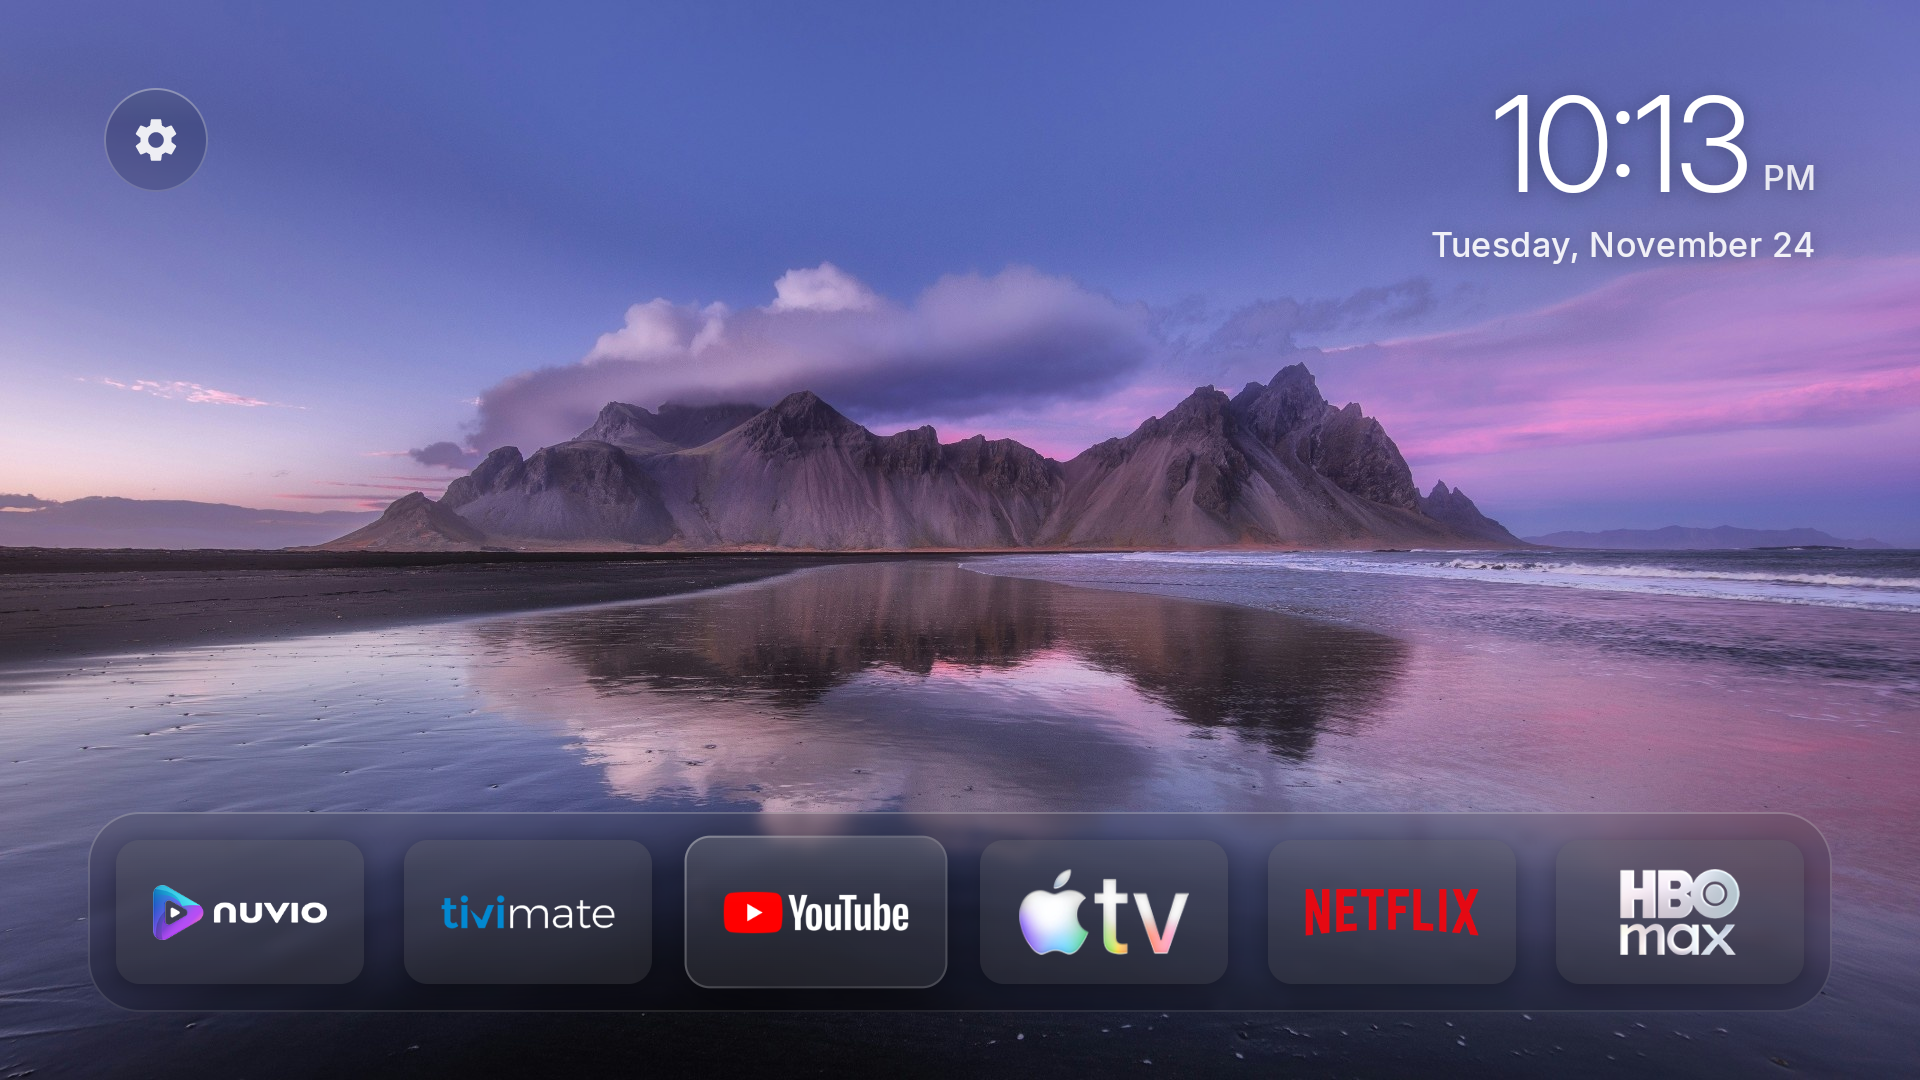 10:13 PM
Tuesday, November 24
nuvio
tivimate
YouTube
tv
NETFLIX
HBO
max